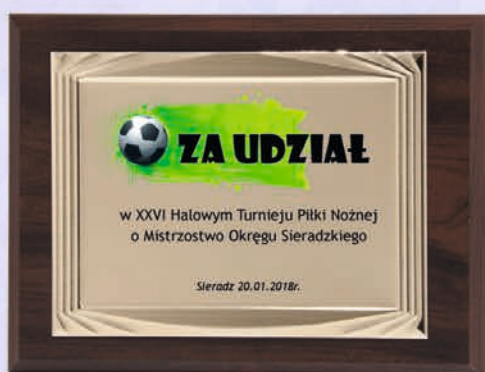 ZA UDZIAŁ
w XXVI Halowym Turnieju Piłki Nożnej
o Mistrzostwo Okręgu Sieradzkiego
Sieradz 20.01.2018r.